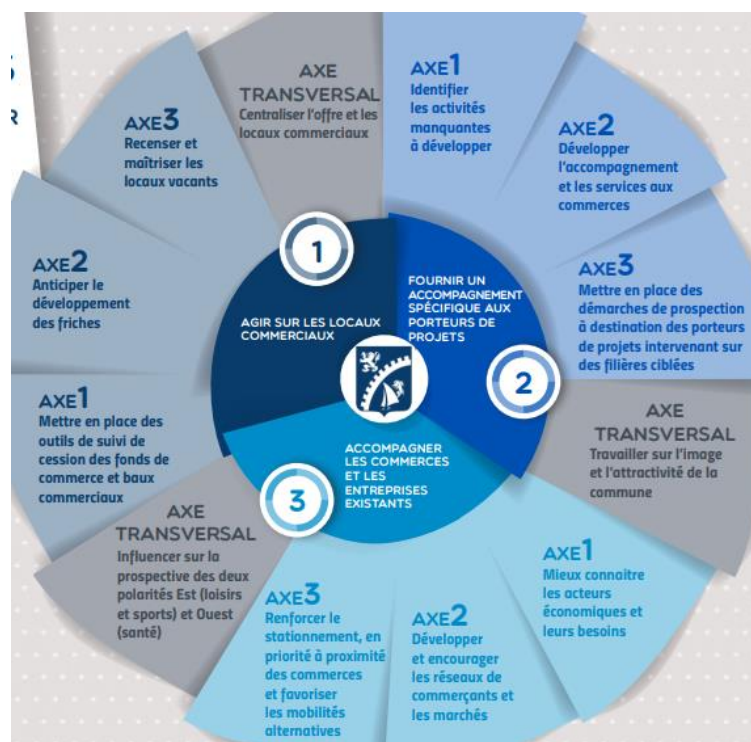 1
AGIR SUR LES LOCAUX
COMMERCIAUX
AXE1
Mettre en place des
outils de suivi de
cession des fonds de
commerce et baux
commerciaux
AXE2
Anticiper le
développement
des friches
AXE3
Recenser et
maîtriser les
locaux vacants
AXE
TRANSVERSAL
Centraliser l'offre et les
locaux commerciaux
2
FOURNIR UN
ACCOMPAGNEMENT
SPÉCIFIQUE AUX
PORTEURS DE
PROJETS
AXE1
Identifier
les activités
manquantes
à développer
AXE2
Développer
l'accompagnement
et les services aux
commerces
AXE3
Mettre en place des
démarches de prospection
à destination des porteurs
de projets intervenant sur
des filières ciblées
AXE
TRANSVERSAL
Travailler sur l'image
et l'attractivité de la
commune
3
ACCOMPAGNER
LES COMMERCES
ET LES
ENTREPRISES
EXISTANTS
AXE1
Mieux connaitre
les acteurs
économiques et
leurs besoins
AXE2
Développer
et encourager
les réseaux de
commerçants et
les marchés
AXE3
Renforcer le
stationnement, en
priorité à proximité
des commerces
et favoriser
les mobilités
alternatives
AXE
TRANSVERSAL
Influencer sur la
prospective des deux
polarités Est (loisirs
et sports) et Ouest
(santé)